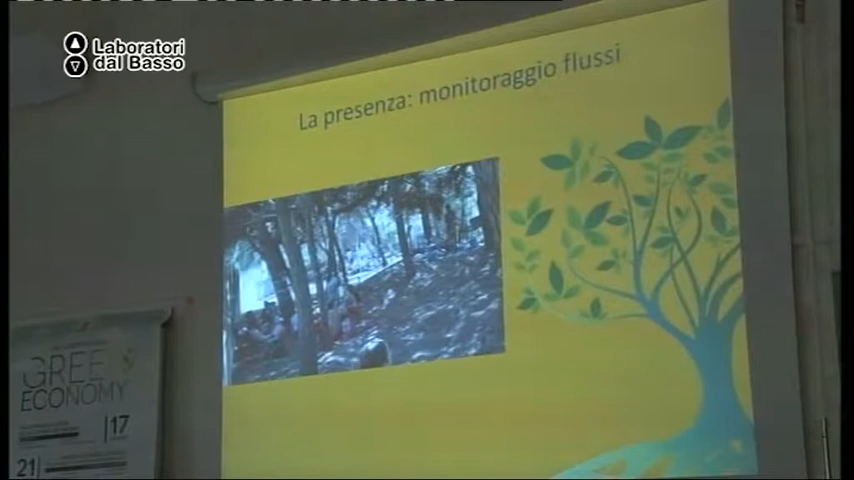 Laboratori
dal Basso
La presenza: monitoraggio flussi
GREE
ECONOMY
17
21